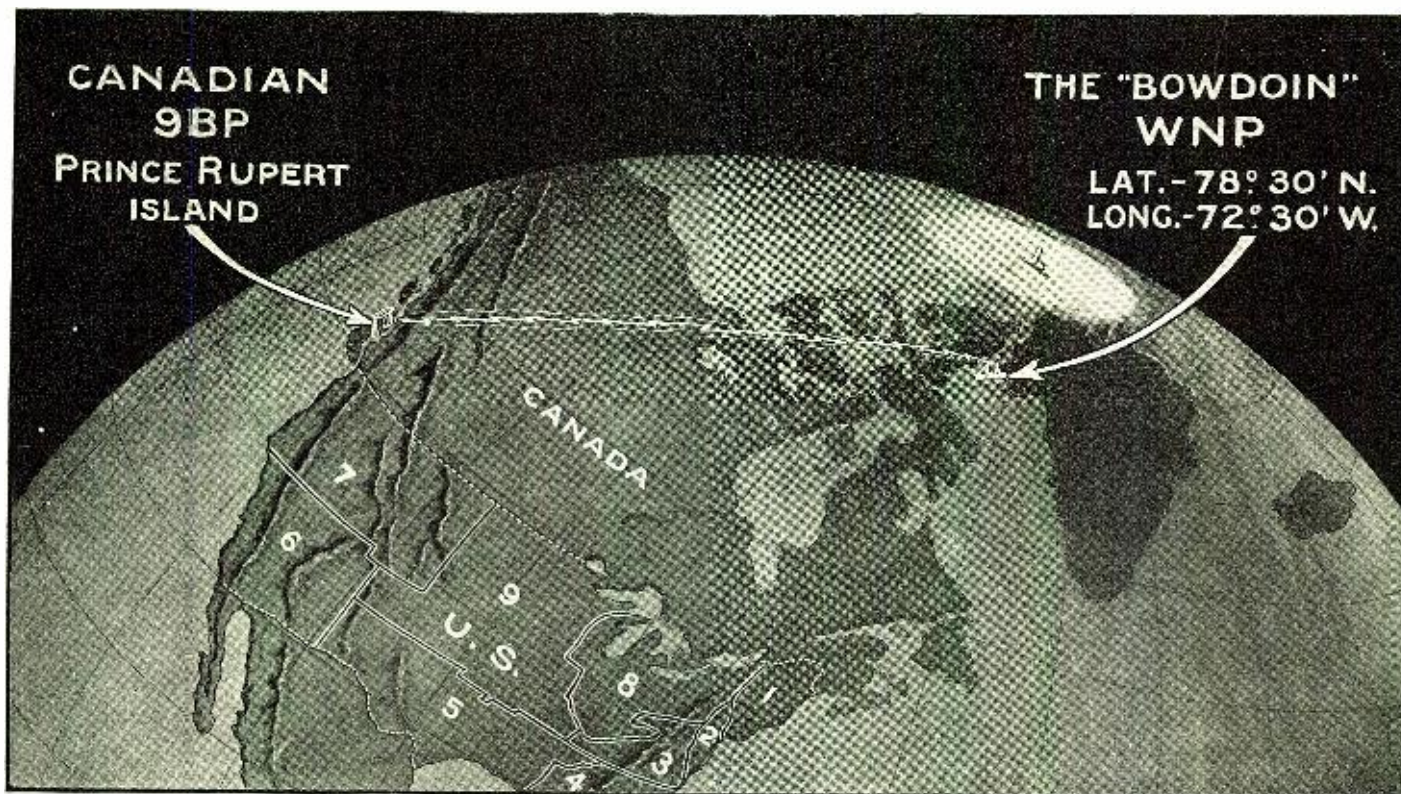 CANADIAN
9BP
PRINCE RUPERT
ISLAND
THE "BOWDOIN"
WNP
LAT.-78° 30' N.
LONG.-72° 30' W.
CANADA
7
6
9
U. S.
8
5
1
2
3
4